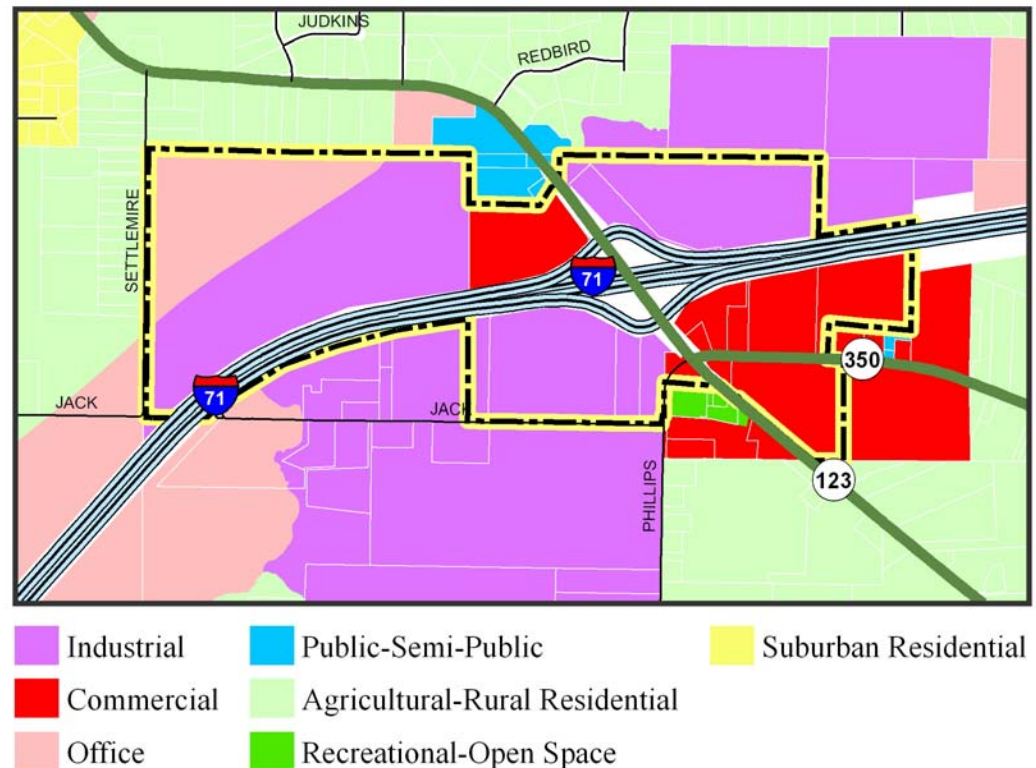 JUDKINS
REDBIRD
SETTLEMIRE
71
350
71
JACK
JACK
PHILLIPS
123
Industrial
Public-Semi-Public
Suburban Residential
Commercial
Agricultural-Rural Residential
Office
Recreational-Open Space